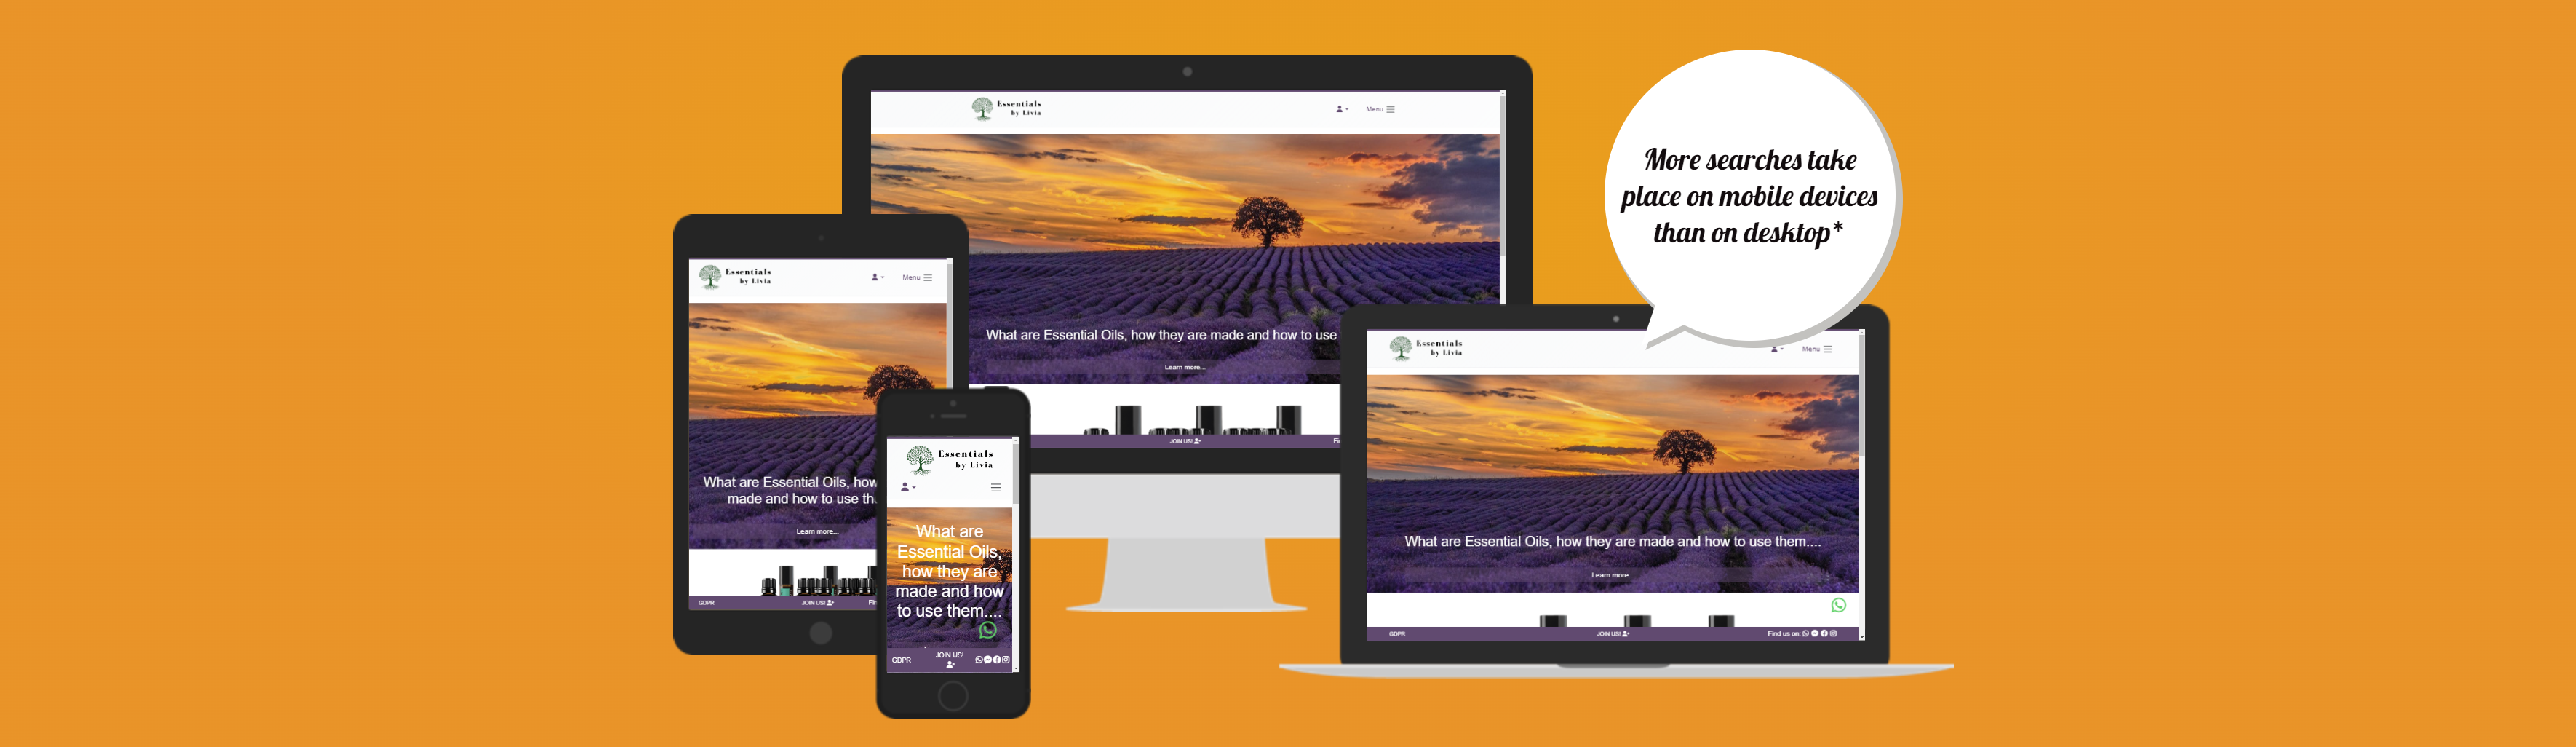 Essentials
by Livia
Menu
What are Essential Oils, how they are made and how to use
Learn more...
JOIN US!
Fi
More searches take
place on mobile devices
than on desktop*
Essentials
by Livia
Menu
What are Essential Oils, how
made and how to use th
Learn more...
GDPR
JOIN US!
Fin
Essentials
by Livia
What are
Essential Oils,
how they are
made and how
to use them....
GDPR
JOIN US!
Essentials
by Livia
Menu
What are Essential Oils, how they are made and how to use them....
Learn more...
GDPR
JOIN US!
Find us on: